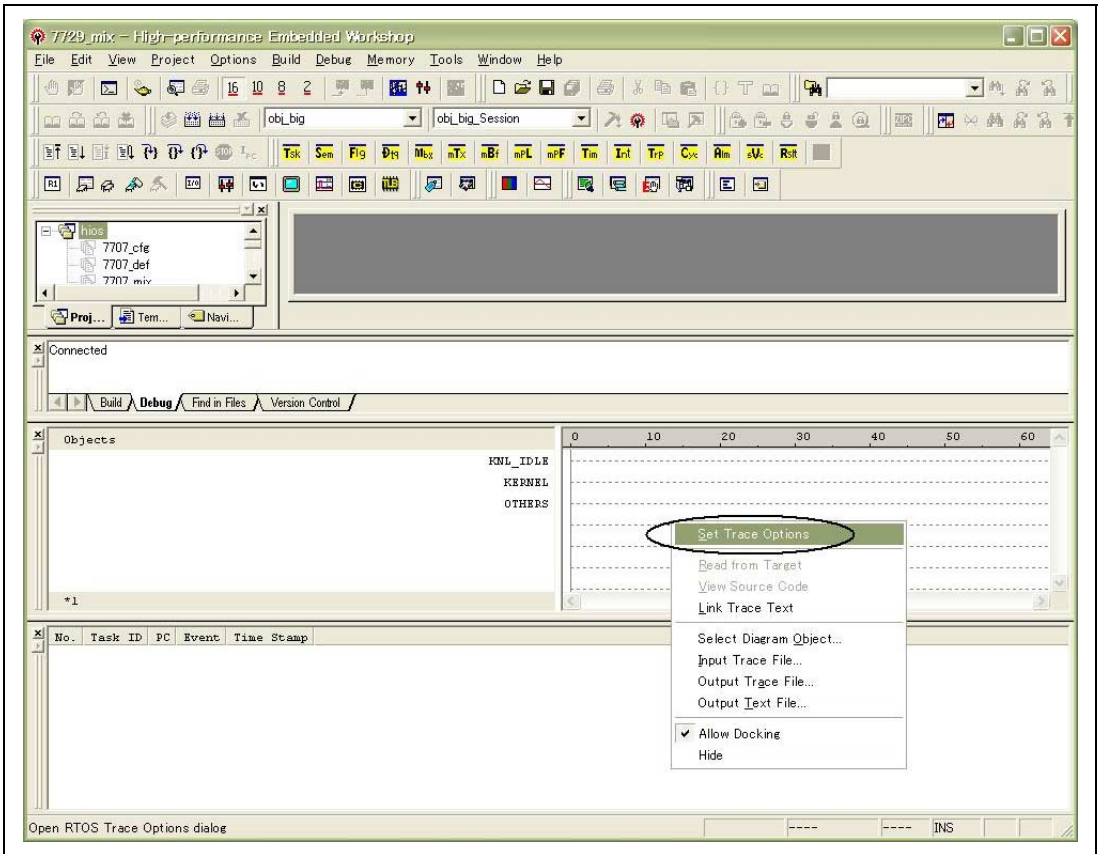 7729_mix - High-performance Embedded Workshop
File Edit View Project Options Build Debug Memory Tools Window Help
16 10 8 2
obj_big obj_big_Session
Tsk Sem Flg Dtq Mbx mTx mBf mPL mPF Tim Int Trp Cyc Alm sVc Rstt
R1 I/O
hios
7707_cfg
7707_def
7707_mix
Proj... Tem... Navi...
Connected
Build Debug Find in Files Version Control
Objects 0 10 20 30 40 50 60
KNL_IDLE
KERNEL
OTHERS
Set Trace Options
Read from Target
View Source Code
*1 Link Trace Text
No. Task ID PC Event Time Stamp
Select Diagram Object...
Input Trace File...
Output Trace File...
Output Text File...
Allow Docking
Hide
Open RTOS Trace Options dialog ---- ---- INS